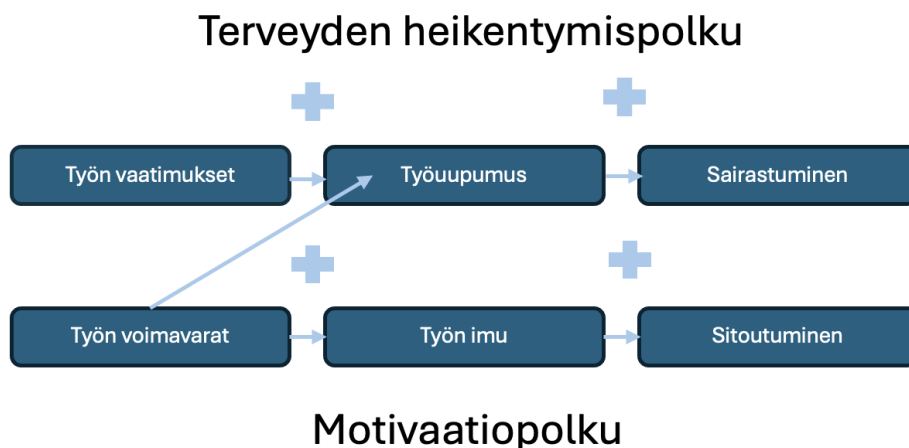 Terveyden heikentymispolku
Työn vaatimukset
Työuupumus
Sairastuminen
Työn voimavarat
Työn imu
Sitoutuminen
Motivaatiopolku